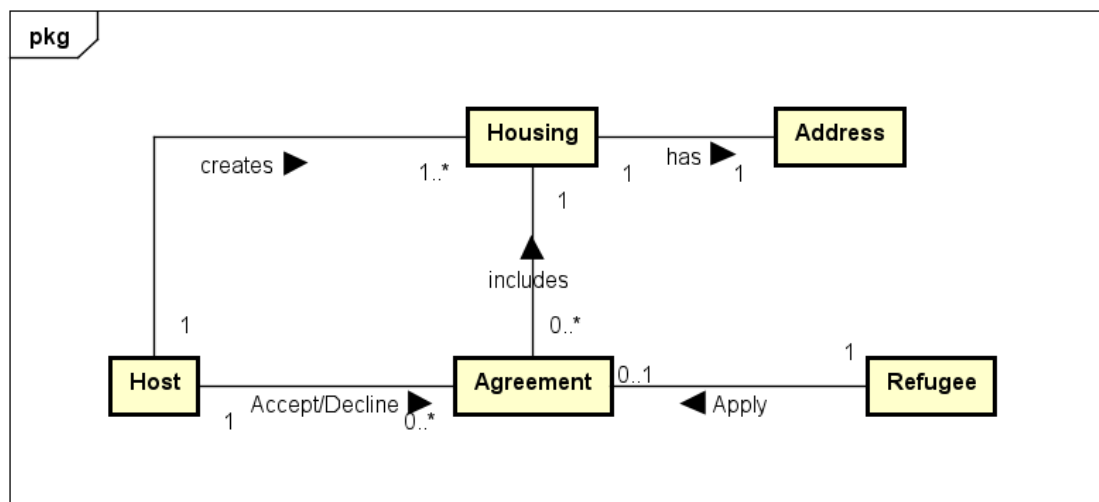 pkg
Housing
Address
creates
1..*
1
has
1
1
includes
0..*
1
1
Host
Agreement
0..1
Refugee
Accept/Decline
1
0..*
Apply